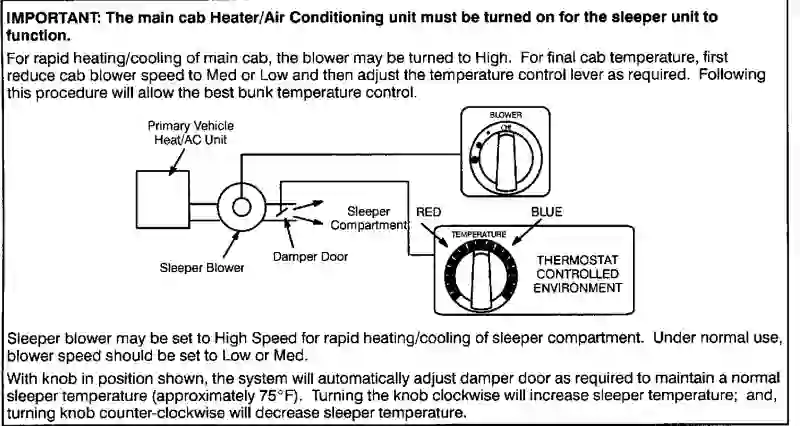 IMPORTANT: The main cab Heater/Air Conditioning unit must be turned on for the sleeper unit to
function.
For rapid heating/cooling of main cab, the blower may be turned to High. For final cab temperature, first
reduce cab blower speed to Med or Low and then adjust the temperature control lever as required. Following
this procedure will allow the best bunk temperature control.
Primary Vehicle
Heat/AC Unit
BLOWER
Off
Sleeper
Compartment
RED
BLUE
TEMPERATURE
THERMOSTAT
CONTROLLED
ENVIRONMENT
Sleeper Blower
Damper Door
Sleeper blower may be set to High Speed for rapid heating/cooling of sleeper compartment. Under normal use,
blower speed should be set to Low or Med.
With knob in position shown, the system will automatically adjust damper door as required to maintain a normal
sleeper temperature (approximately 75°F). Turning the knob clockwise will increase sleeper temperature; and,
turning knob counter-clockwise will decrease sleeper temperature.